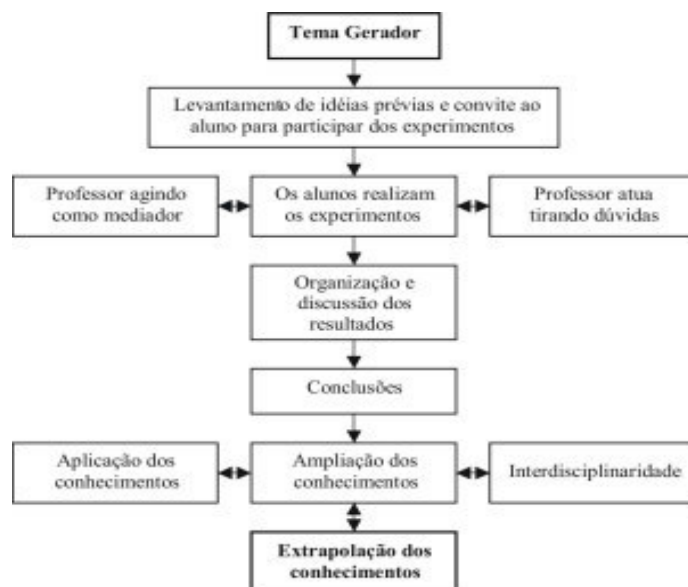 Tema Gerador
Levantamento de idéias prévias e convite ao
aluno para participar dos experimentos
Professor agindo
como mediador
Os alunos realizam
os experimentos
Professor atua
tirando dúvidas
Organização e
discussão dos
resultados
Conclusões
Aplicação dos
conhecimentos
Ampliação dos
conhecimentos
Interdisciplinaridade
Extrapolação dos
conhecimentos